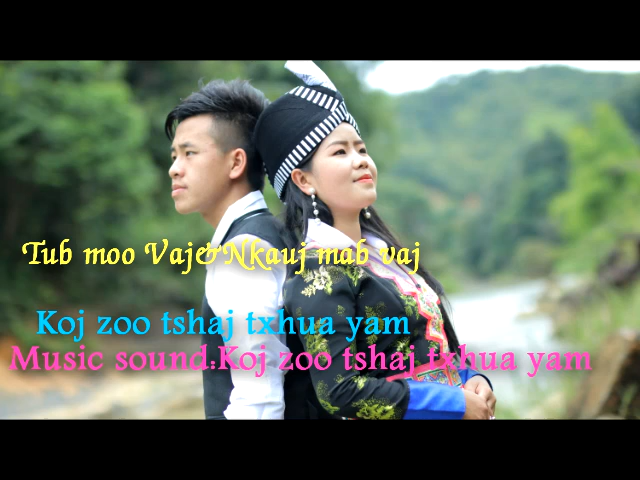 Tub moo Vaj&Nkauj mab vaj
Koj zoo tshaj txhua yam
Music sound:Koj zoo tshaj txhua yam